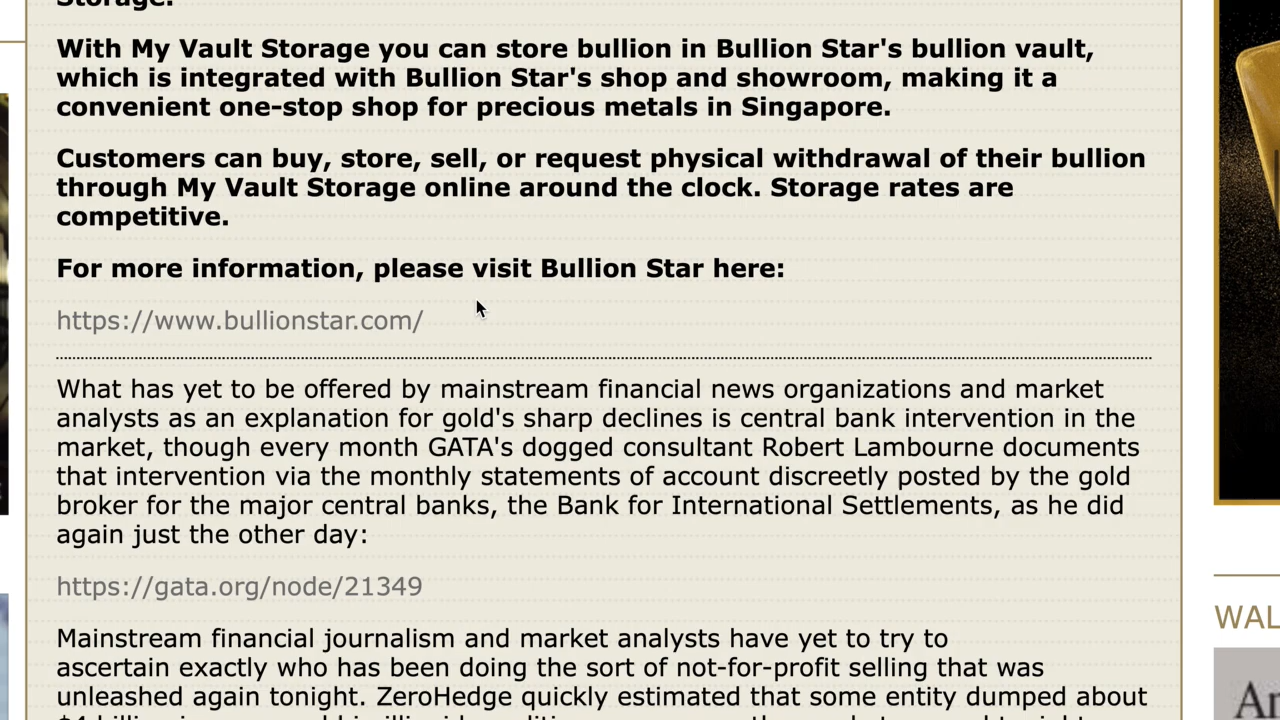 Storage.
With My Vault Storage you can store bullion in Bullion Star's bullion vault,
which is integrated with Bullion Star's shop and showroom, making it a
convenient one-stop shop for precious metals in Singapore.
Customers can buy, store, sell, or request physical withdrawal of their bullion
through My Vault Storage online around the clock. Storage rates are
competitive.
For more information, please visit Bullion Star here:
https://www.bullionstar.com/
What has yet to be offered by mainstream financial news organizations and market
analysts as an explanation for gold's sharp declines is central bank intervention in the
market, though every month GATA's dogged consultant Robert Lambourne documents
that intervention via the monthly statements of account discreetly posted by the gold
broker for the major central banks, the Bank for International Settlements, as he did
again just the other day:
https://gata.org/node/21349
Mainstream financial journalism and market analysts have yet to try to
ascertain exactly who has been doing the sort of not-for-profit selling that was
unleashed again tonight. ZeroHedge quickly estimated that some entity dumped about
WAL